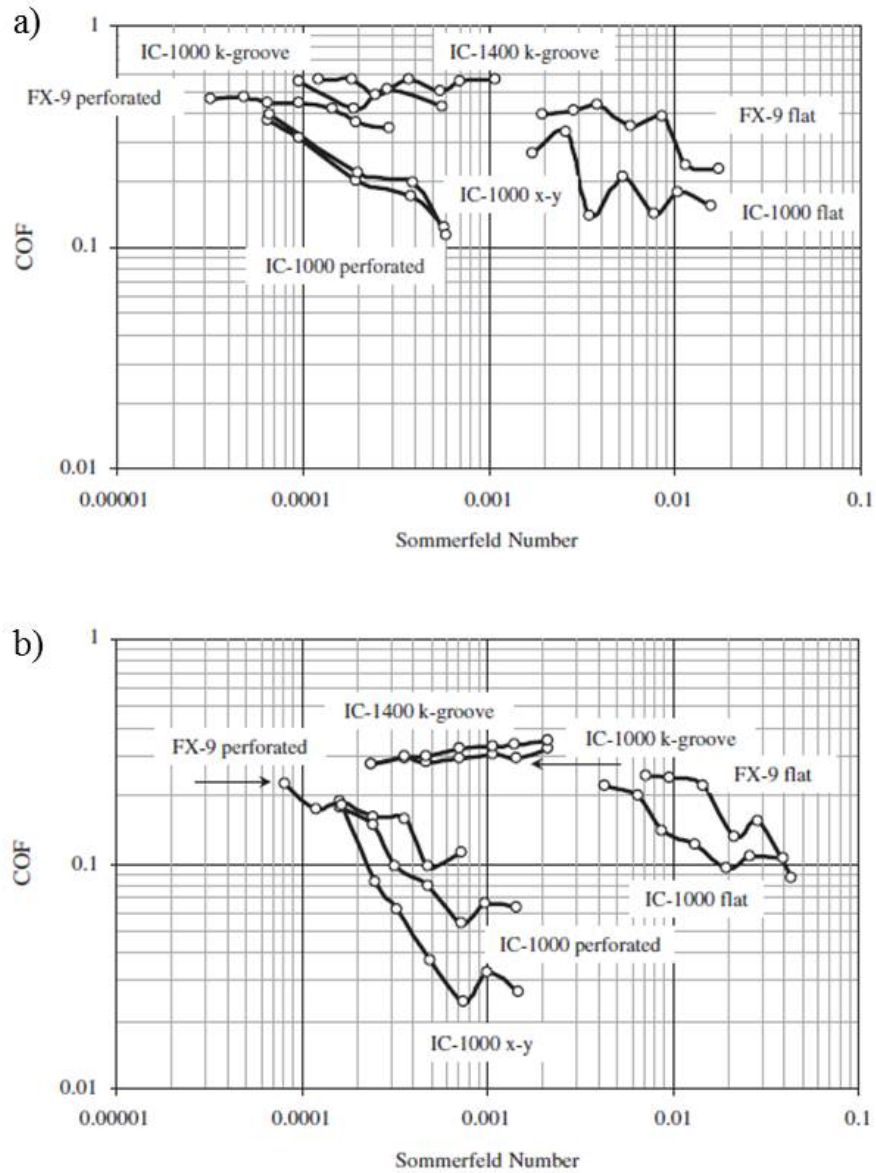 a)
1
IC-1000 k-groove
IC-1400 k-groove
FX-9 perforated
FX-9 flat
IC-1000 x-y
IC-1000 flat
COF
0.1
IC-1000 perforated
0.01
0.00001
0.0001
0.001
0.01
0.1
Sommerfeld Number
b)
1
IC-1400 k-groove
FX-9 perforated
IC-1000 k-groove
FX-9 flat
COF
0.1
IC-1000 flat
IC-1000 perforated
IC-1000 x-y
0.01
0.00001
0.0001
0.001
0.01
0.1
Sommerfeld Number